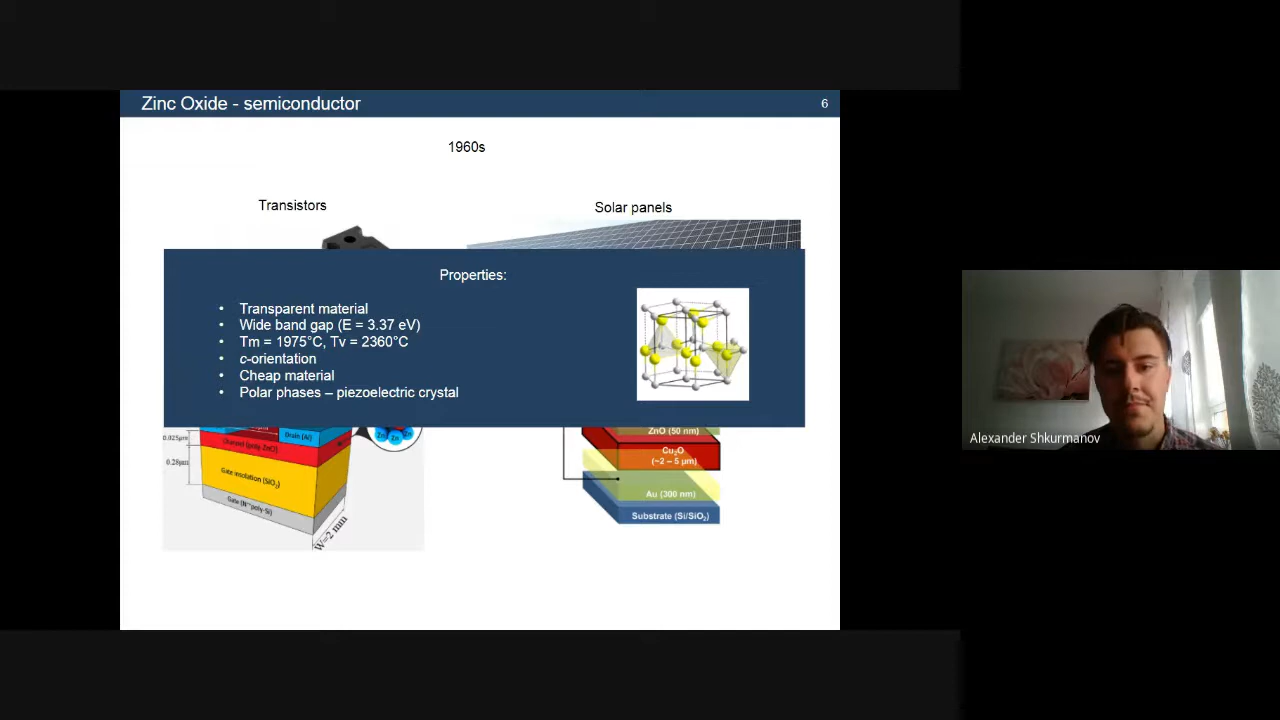 Zinc Oxide - semiconductor
6
1960s
Transistors
Solar panels
Properties:
• Transparent material
• Wide band gap (E = 3.37 eV)
• Tm = 1975°C, Tv = 2360°C
• c-orientation
• Cheap material
• Polar phases – piezoelectric crystal
0.025μm
0.28μm
Drain (Al)
Channel (poly ZnO)
Gate insolation (SiO₂)
Gate (N⁺poly-Si)
W=2 mm
Zn
Zn
ZnO (50 nm)
Cu₂O
(~2 – 5 μm)
Au (300 nm)
Substrate (Si/SiO₂)
Alexander Shkurmanov